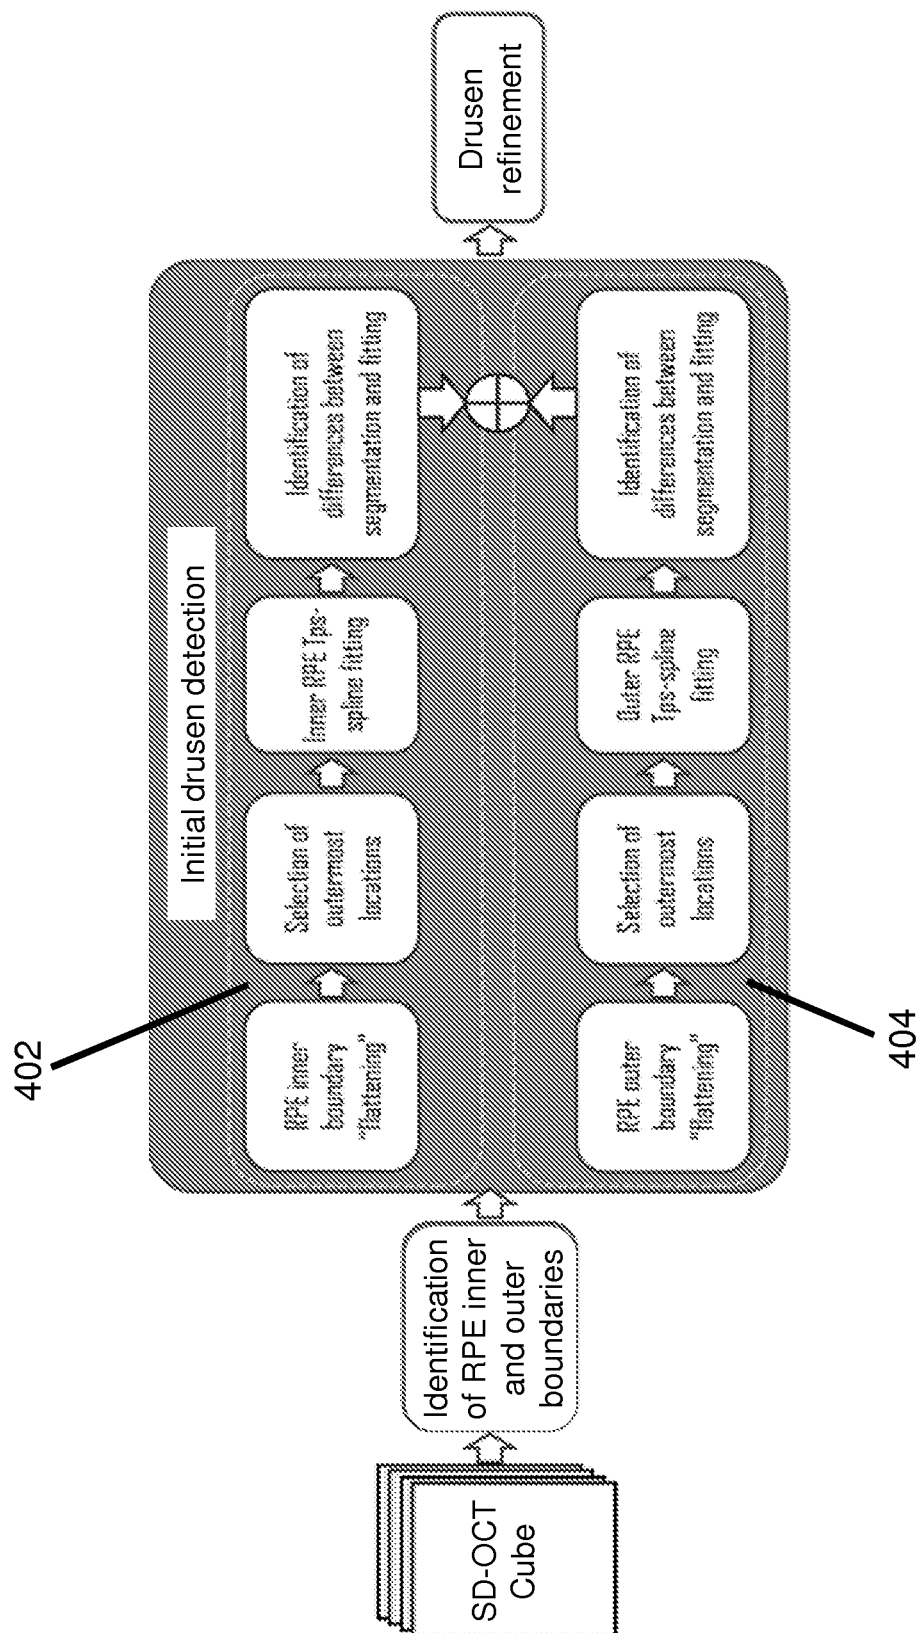 SD-OCT
Cube
Identification
of RPE inner
and outer
boundaries
Initial drusen detection
402
RPE inner
boundary
"flattening"
Selection of
outermost
locations
Inner RPE Tps-
spline fitting
Identification of
differences between
segmentation and fitting
404
RPE outer
boundary
"flattening"
Selection of
outermost
locations
Outer RPE
Tps-spline
fitting
Identification of
differences between
segmentation and fitting
Drusen
refinement